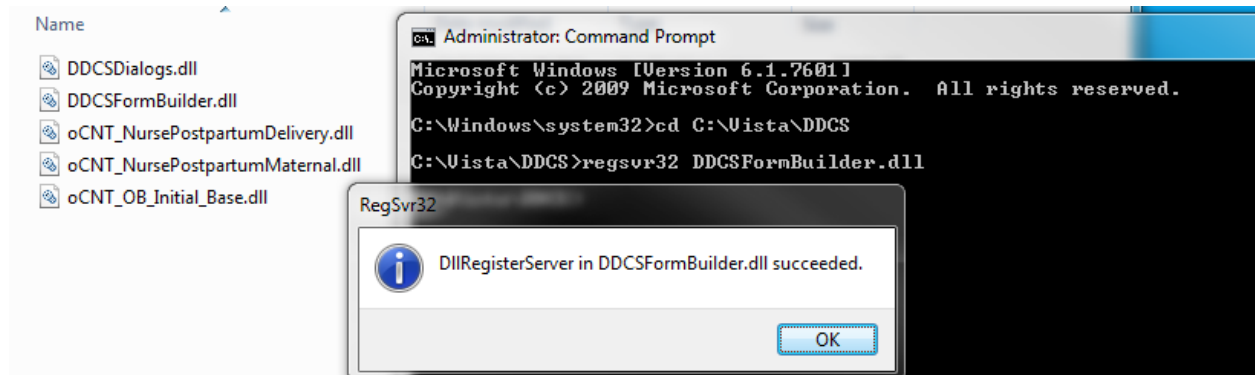 Name
DDCSDialogs.dll
DDCSFormBuilder.dll
oCNT_NursePostpartumDelivery.dll
oCNT_NursePostpartumMaternal.dll
oCNT_OB_Initial_Base.dll
C:\. Administrator: Command Prompt
Microsoft Windows [Version 6.1.7601]
Copyright (c) 2009 Microsoft Corporation.  All rights reserved.
C:\Windows\system32>cd C:\Vista\DDCS
C:\Vista\DDCS>regsvr32 DDCSFormBuilder.dll
RegSvr32
DllRegisterServer in DDCSFormBuilder.dll succeeded.
OK